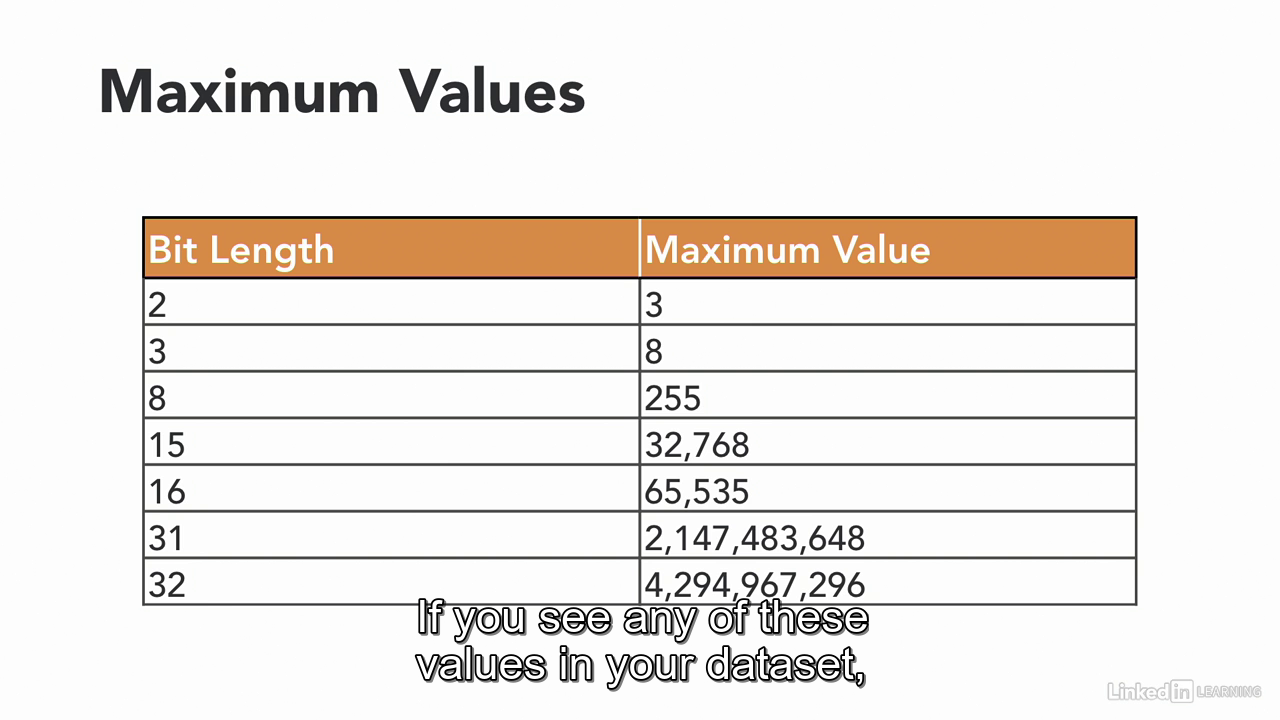 Maximum Values
Bit Length Maximum Value
2 3
3 8
8 255
15 32,768
16 65,535
31 2,147,483,648
32 4,294,967,296
If you see any of these
values in your dataset,
Linked in LEARNING